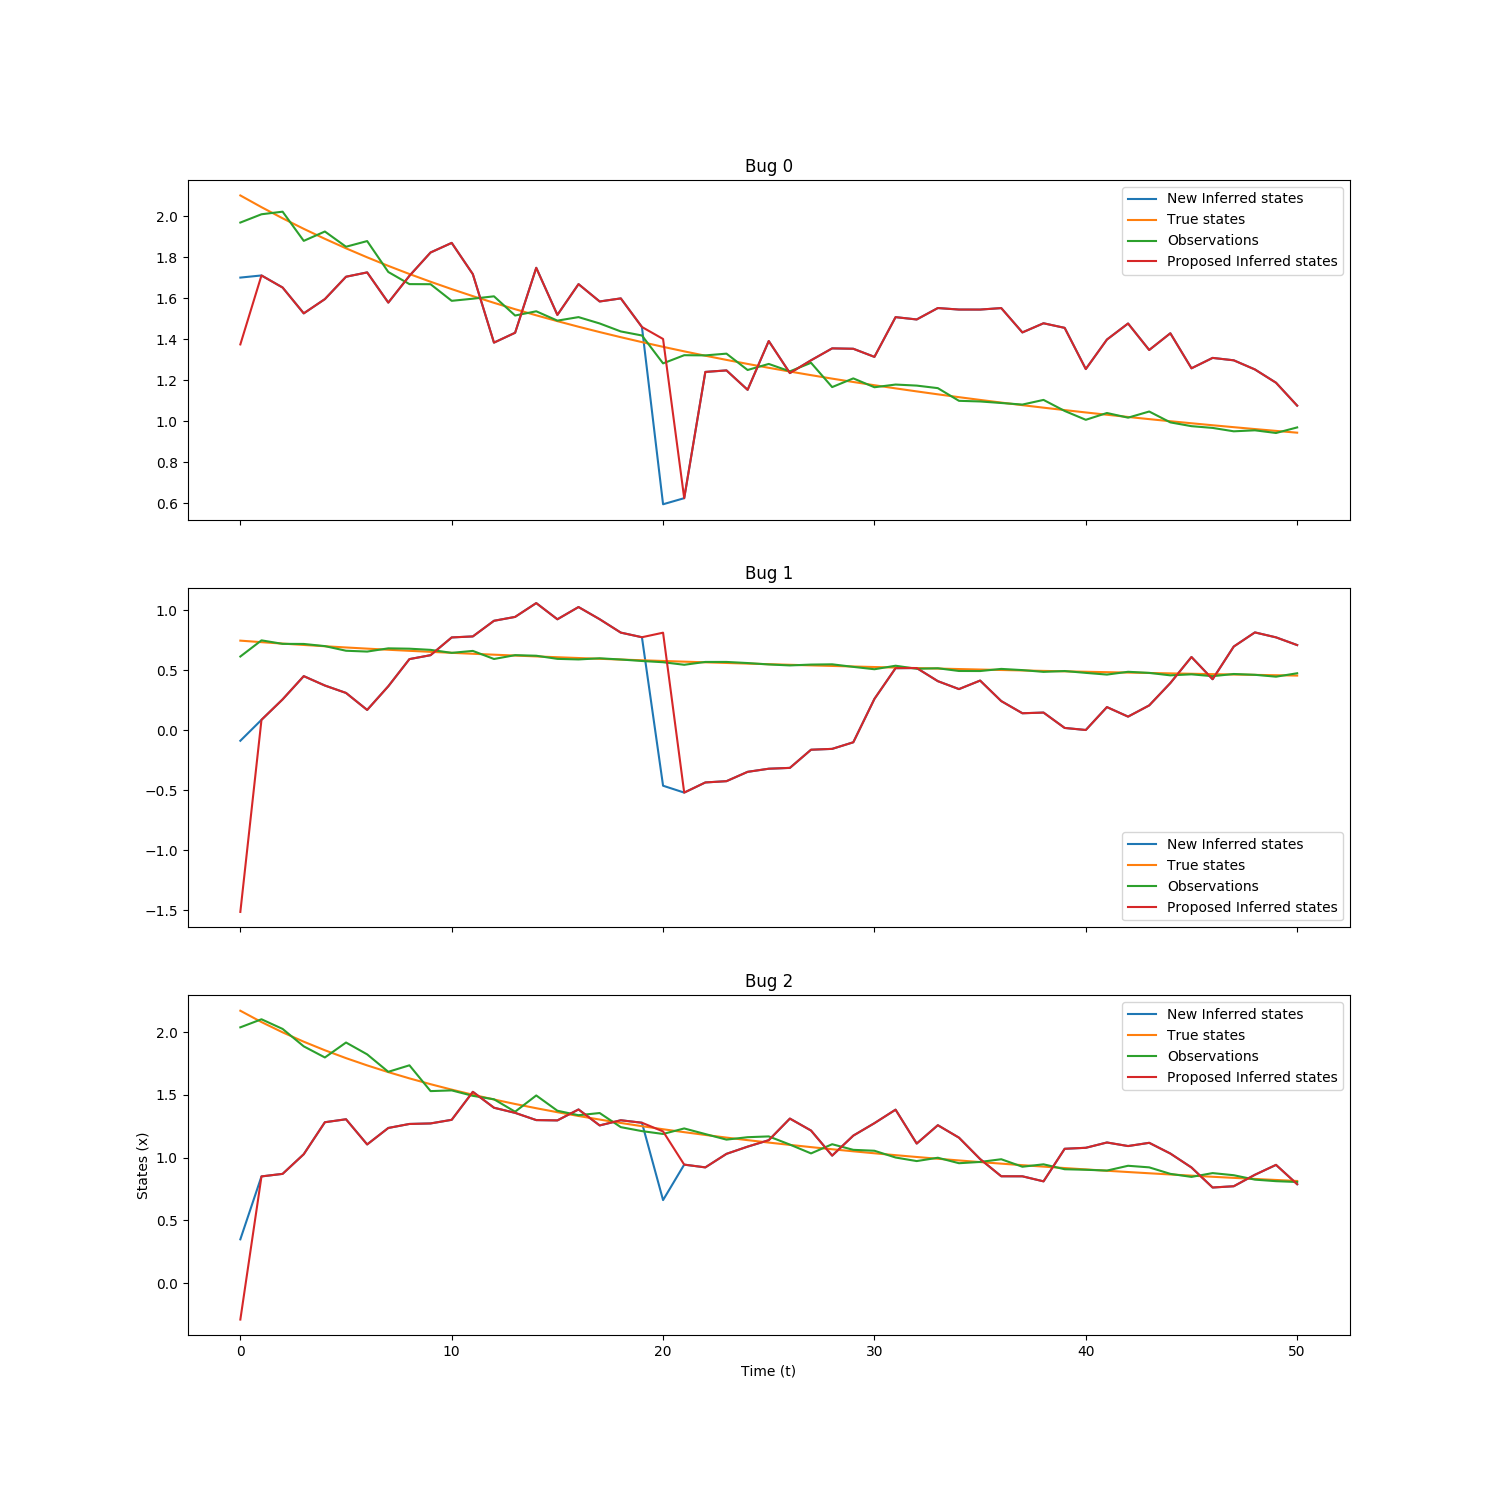 Bug 0
2.0
1.8
1.6
1.4
1.2
1.0
0.8
0.6
New Inferred states
True states
Observations
Proposed Inferred states
Bug 1
1.0
0.5
0.0
−0.5
−1.0
−1.5
New Inferred states
True states
Observations
Proposed Inferred states
Bug 2
States (x)
2.0
1.5
1.0
0.5
0.0
New Inferred states
True states
Observations
Proposed Inferred states
0 10 20 30 40 50
Time (t)